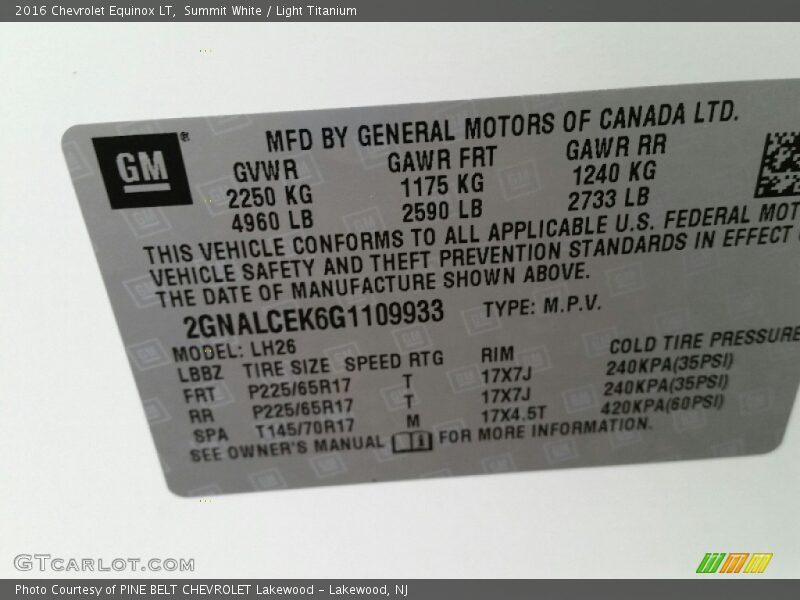 2016 Chevrolet Equinox LT, Summit White / Light Titanium
GM ®
MFD BY GENERAL MOTORS OF CANADA LTD.
GVWR GAWR FRT GAWR RR
2250 KG 1175 KG 1240 KG
4960 LB 2590 LB 2733 LB
THIS VEHICLE CONFORMS TO ALL APPLICABLE U.S. FEDERAL MOT
VEHICLE SAFETY AND THEFT PREVENTION STANDARDS IN EFFECT
THE DATE OF MANUFACTURE SHOWN ABOVE.
2GNALCEK6G1109933 TYPE: M.P.V.
MODEL: LH26
LBBZ TIRE SIZE SPEED RTG RIM COLD TIRE PRESSURE
FRT P225/65R17 T 17X7J 240KPA(35PSI)
RR P225/65R17 T 17X7J 240KPA(35PSI)
SPA T145/70R17 M 17X4.5T 420KPA(60PSI)
SEE OWNER'S MANUAL FOR MORE INFORMATION.
GTCARLOT.COM
Photo Courtesy of PINE BELT CHEVROLET Lakewood - Lakewood, NJ